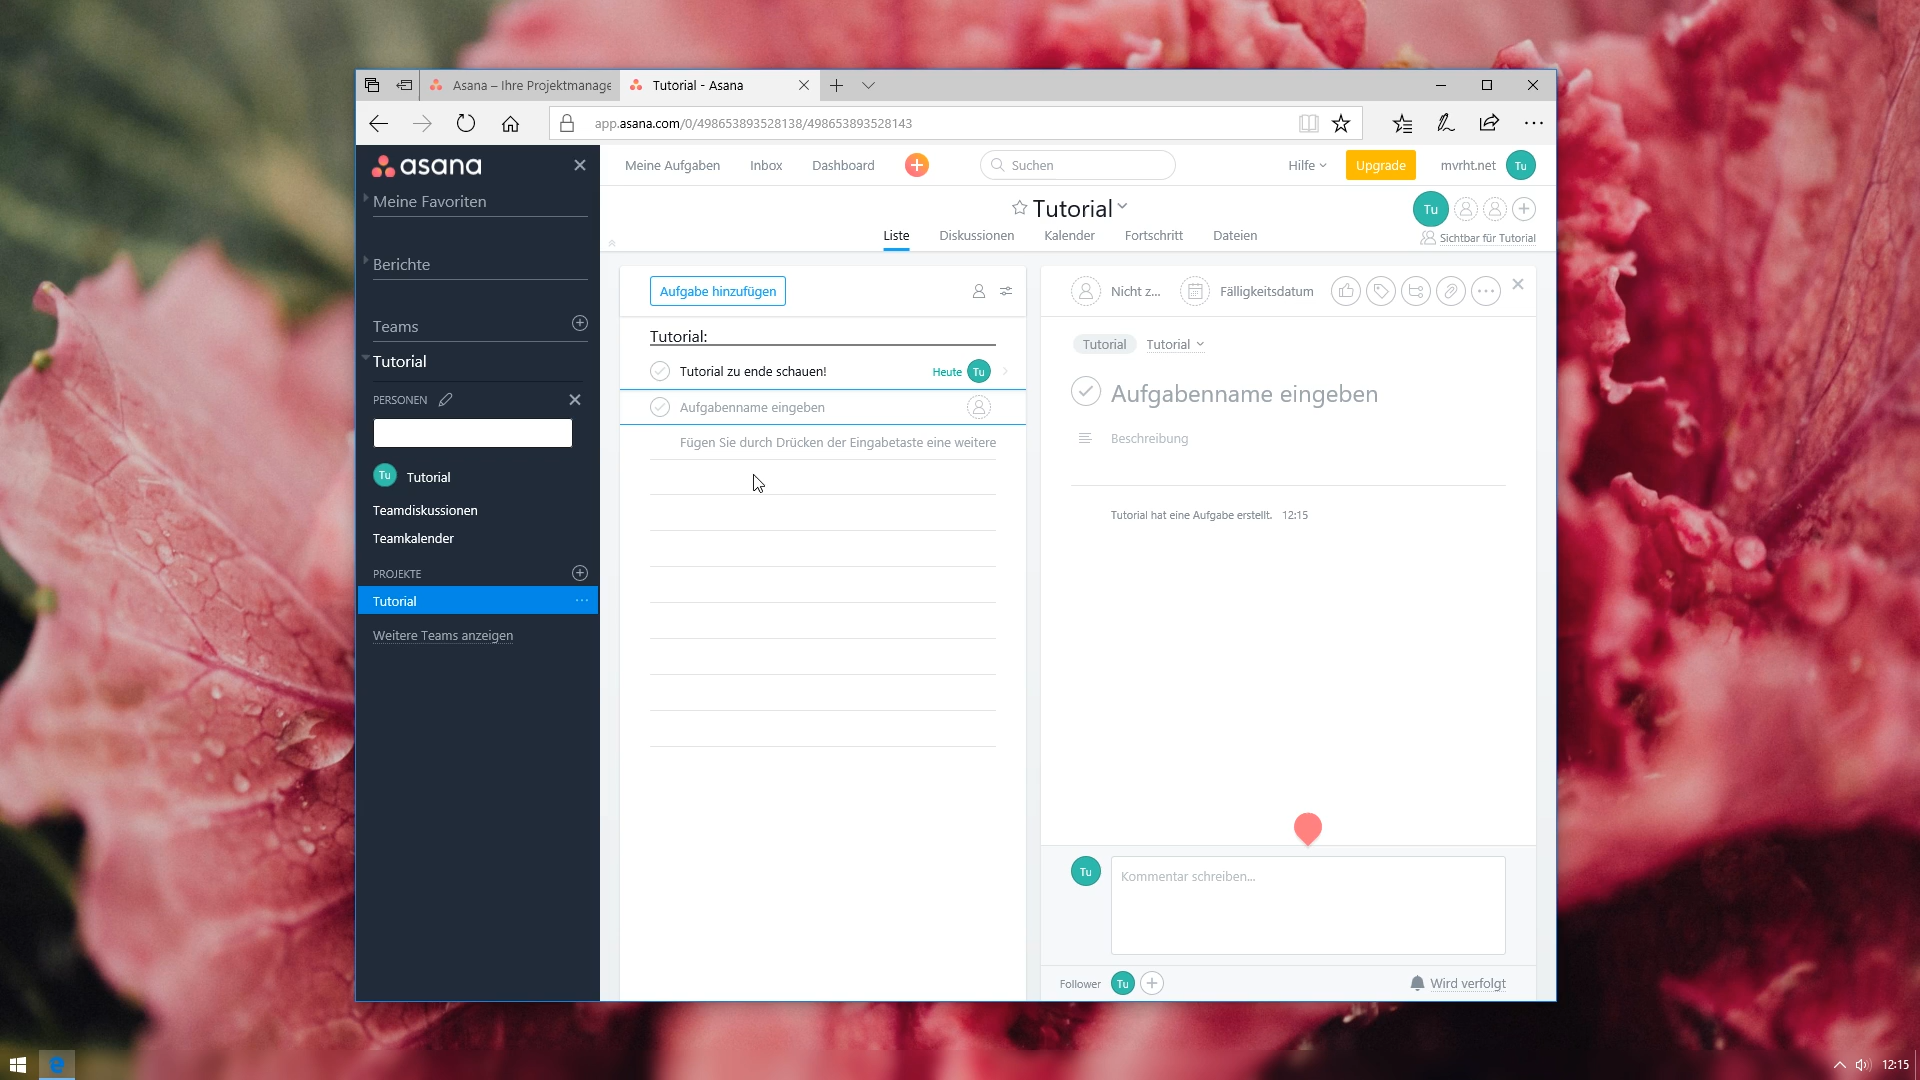 Asana – Ihre Projektmanage
Tutorial - Asana
app.asana.com/0/498653893528138/498653893528143
asana
Meine Favoriten
Berichte
Teams
Tutorial
PERSONEN
Tu Tutorial
Teamdiskussionen
Teamkalender
PROJEKTE
Tutorial
Weitere Teams anzeigen
Meine Aufgaben Inbox Dashboard Suchen Hilfe Upgrade mvrht.net Tu
Tutorial
Tu
Liste Diskussionen Kalender Fortschritt Dateien
Sichtbar für Tutorial
Aufgabe hinzufügen
Tutorial:
Tutorial zu ende schauen! Heute Tu
Aufgabenname eingeben
Fügen Sie durch Drücken der Eingabetaste eine weitere
Nicht z... Fälligkeitsdatum
Tutorial Tutorial
Aufgabenname eingeben
Beschreibung
Tutorial hat eine Aufgabe erstellt. 12:15
Tu Kommentar schreiben...
Follower Tu Wird verfolgt
12:15